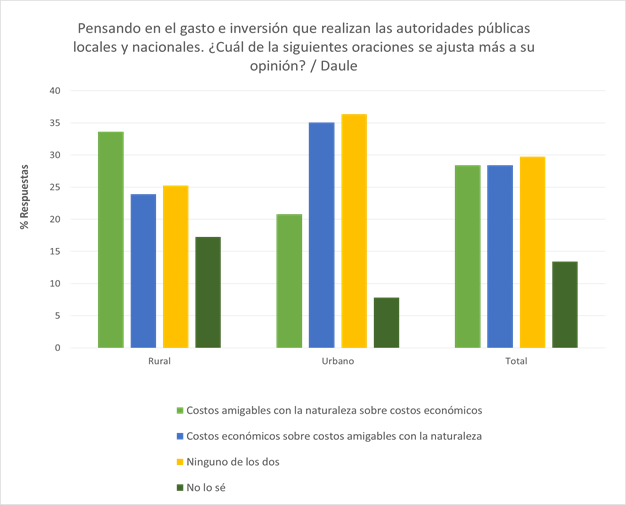 Pensando en el gasto e inversión que realizan las autoridades públicas
locales y nacionales. ¿Cuál de la siguientes oraciones se ajusta más a su
opinión? / Daule
40
35
30
25
20
15
10
5
0
% Respuestas
Rural
Urbano
Total
Costos amigables con la naturaleza sobre costos económicos
Costos económicos sobre costos amigables con la naturaleza
Ninguno de los dos
No lo sé